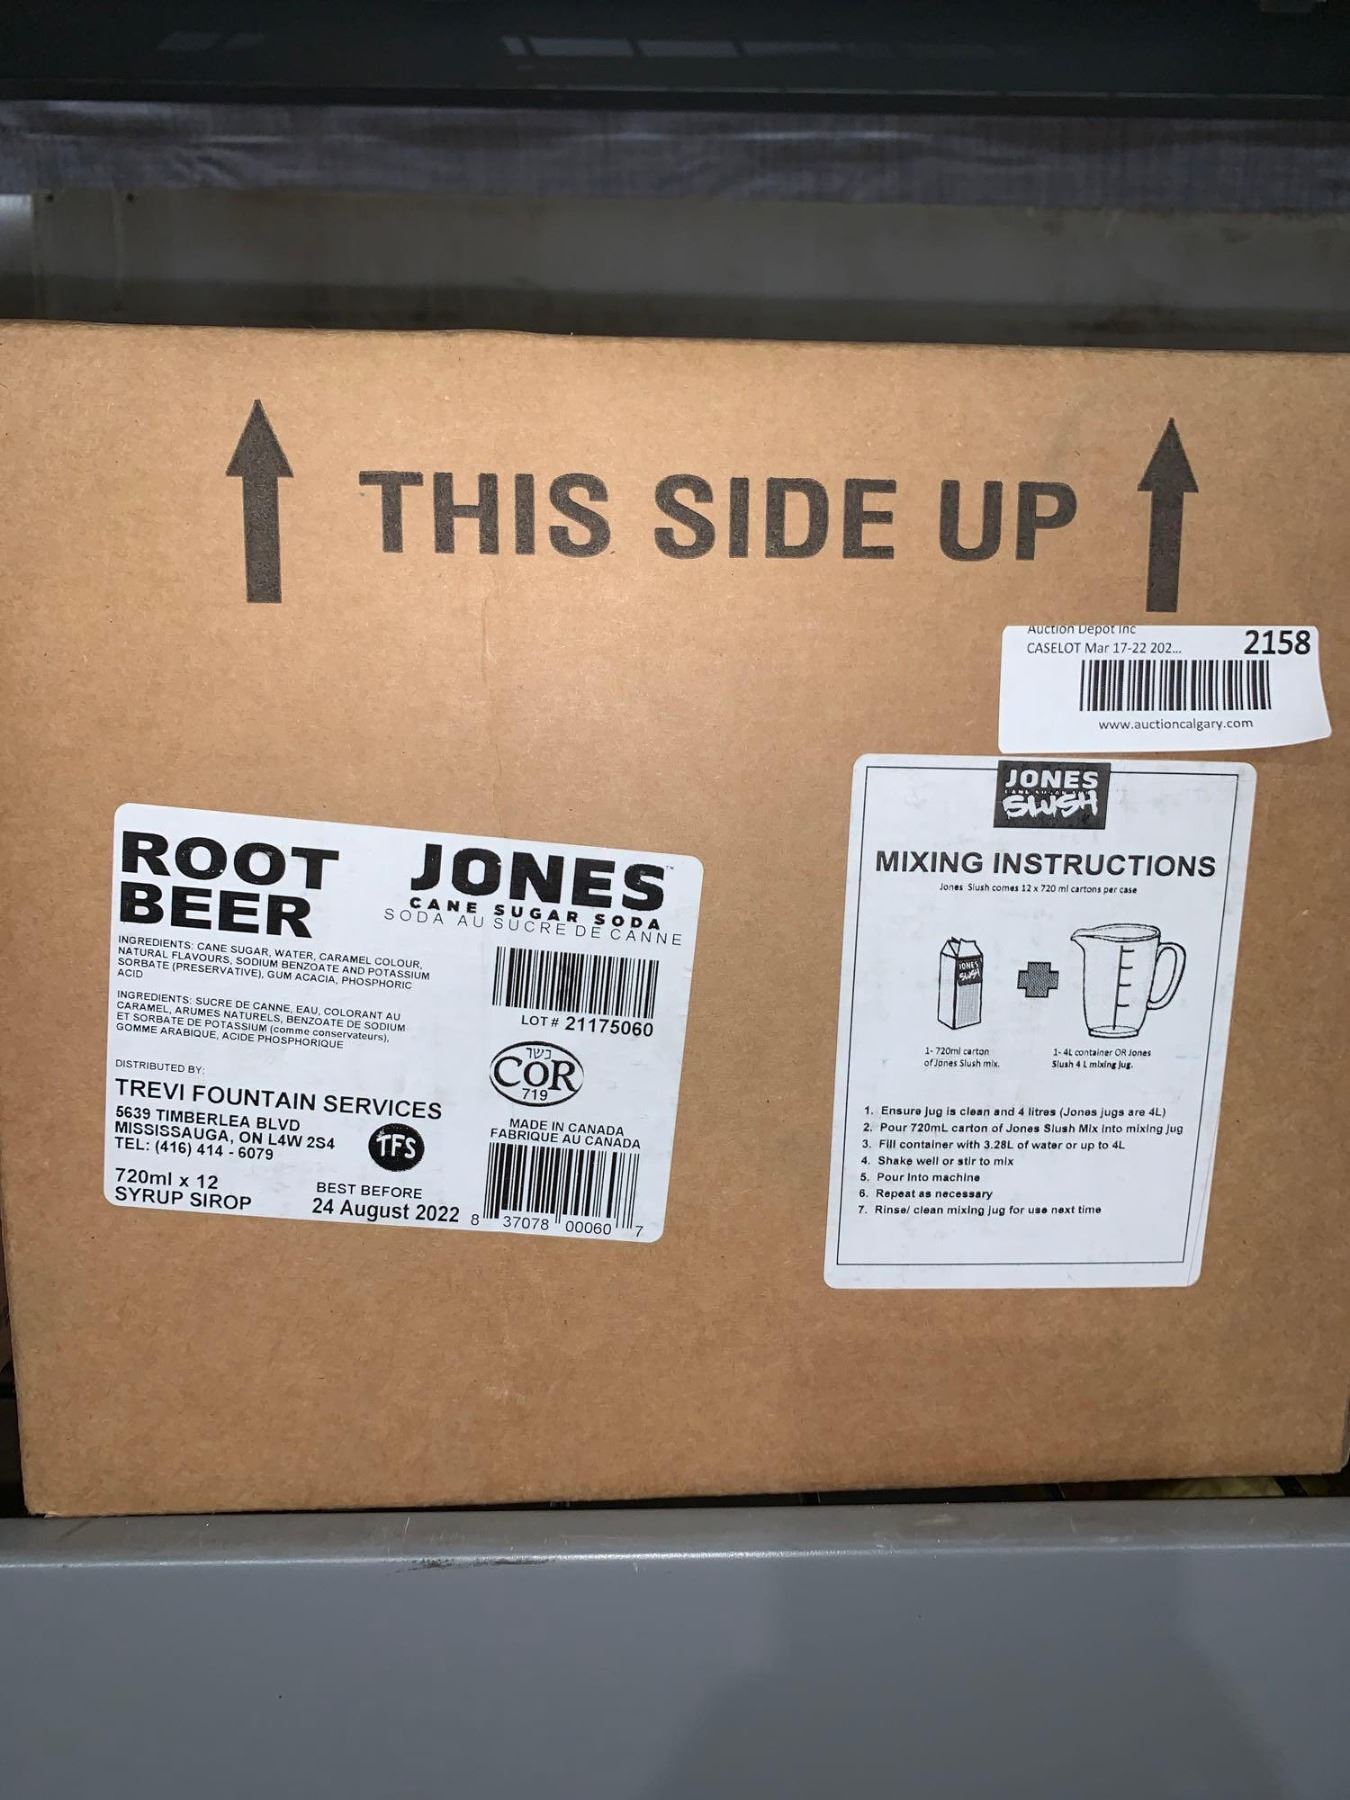 THIS SIDE UP
Auction Depot Inc
CASELOT Mar 17-22 202...
2158
www.auctioncalgary.com
ROOT
BEER
JONES™
CANE SUGAR SODA
SODA AU SUCRE DE CANNE
INGREDIENTS: CANE SUGAR, WATER, CARAMEL COLOUR,
NATURAL FLAVOURS, SODIUM BENZOATE AND POTASSIUM
SORBATE (PRESERVATIVE), GUM ACACIA, PHOSPHORIC
ACID
INGREDIENTS: SUCRE DE CANNE, EAU, COLORANT AU
CARAMEL, ARUMES NATURELS, BENZOATE DE SODIUM
ET SORBATE DE POTASSIUM (comme conservateurs),
GOMME ARABIQUE, ACIDE PHOSPHORIQUE
LOT # 21175060
כשר
COR
719
DISTRIBUTED BY:
TREVI FOUNTAIN SERVICES
5639 TIMBERLEA BLVD
MISSISSAUGA, ON L4W 2S4
TEL: (416) 414 - 6079
TFS
MADE IN CANADA
FABRIQUE AU CANADA
720ml x 12
SYRUP SIROP
BEST BEFORE
24 August 2022
8 37078 00060 7
JONES
SLUSH
MIXING INSTRUCTIONS
Jones Slush comes 12 x 720 ml cartons per case
JONES
SLUSH
1- 720ml carton
of Jones Slush mix.
1- 4L container OR Jones
Slush 4 L mixing jug.
1. Ensure jug is clean and 4 litres (Jones jugs are 4L)
2. Pour 720mL carton of Jones Slush Mix into mixing jug
3. Fill container with 3.28L of water or up to 4L
4. Shake well or stir to mix
5. Pour into machine
6. Repeat as necessary
7. Rinse/ clean mixing jug for use next time